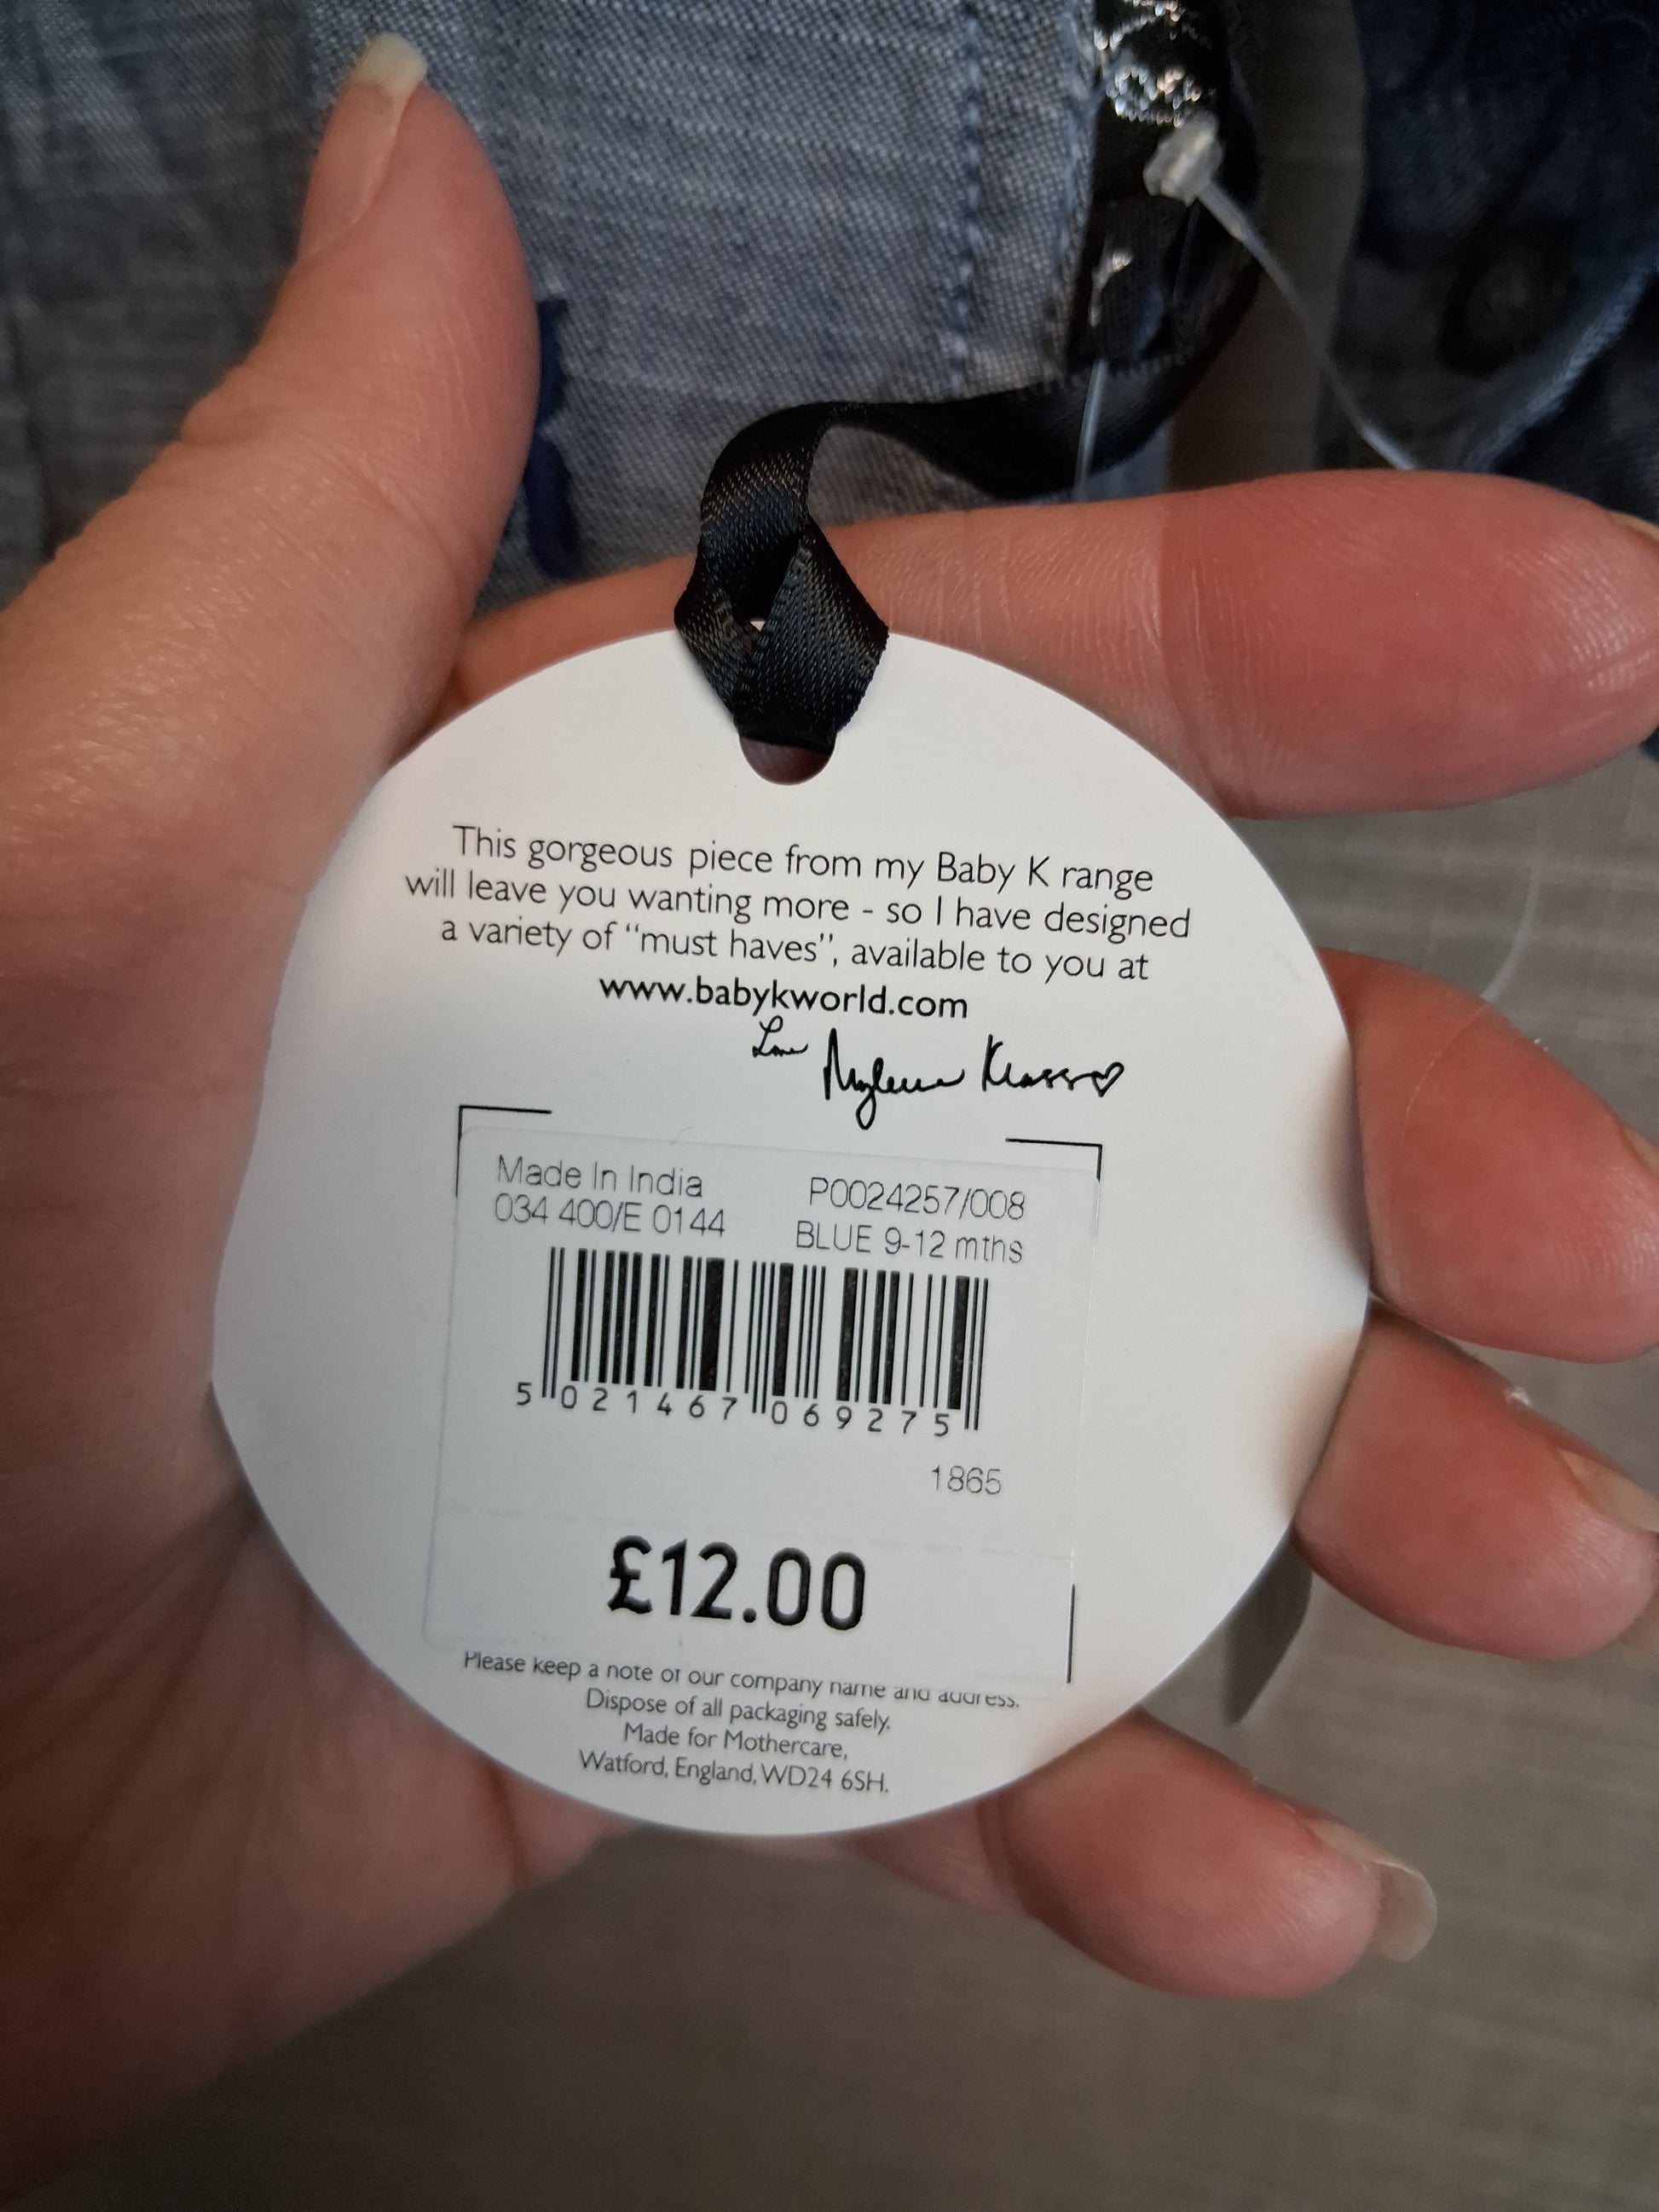 This gorgeous piece from my Baby K range
will leave you wanting more - so I have designed
a variety of "must haves", available to you at
www.babykworld.com
Love Mylene Klass
Made In India
034 400/E 0144
P0024257/008
BLUE 9-12 mths
5 021467 069275
1865
£12.00
Please keep a note of our company name and address.
Dispose of all packaging safely.
Made for Mothercare,
Watford, England, WD24 6SH.